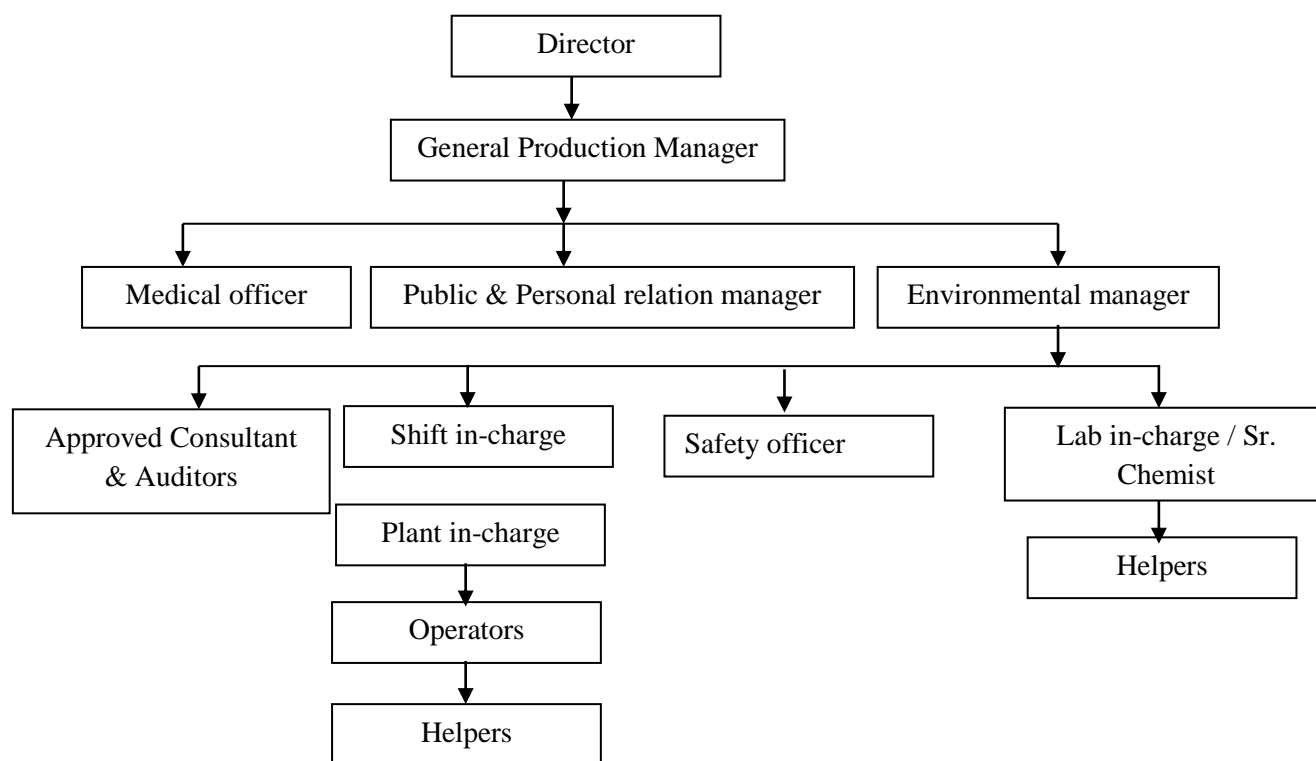 Director
General Production Manager
Medical officer
Public & Personal relation manager
Environmental manager
Approved Consultant
& Auditors
Shift in-charge
Safety officer
Lab in-charge / Sr.
Chemist
Plant in-charge
Helpers
Operators
Helpers